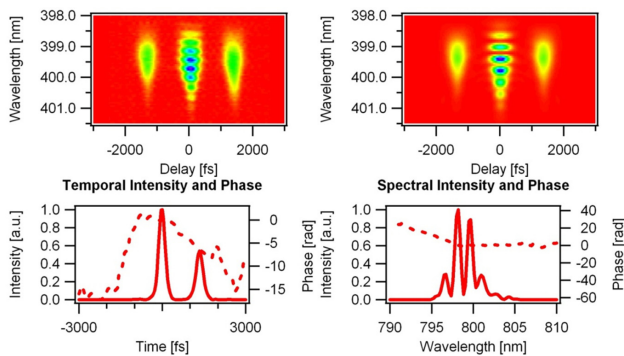 398.0
399.0
400.0
401.0
Wavelength [nm]
-2000 0 2000
Delay [fs]
398.0
399.0
400.0
401.0
Wavelength [nm]
-2000 0 2000
Delay [fs]
Temporal Intensity and Phase
1.0
0.8
0.6
0.4
0.2
0.0
Intensity [a.u.]
0
-5
-10
-15
Phase [rad]
-3000 0 3000
Time [fs]
Spectral Intensity and Phase
1.0
0.8
0.6
0.4
0.2
0.0
Intensity [a.u.]
40
20
0
-20
-40
-60
Phase [rad]
790 795 800 805 810
Wavelength [nm]